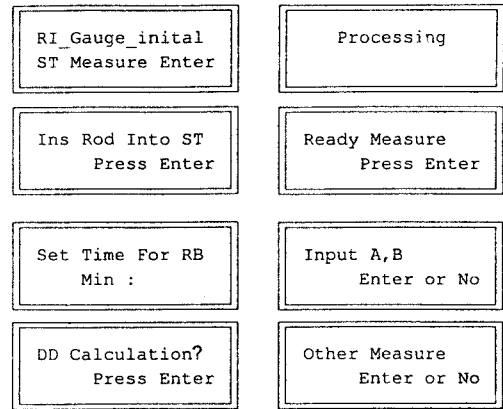 RI_Gauge_inital
ST Measure Enter
Processing
Ins Rod Into ST
Press Enter
Ready Measure
Press Enter
Set Time For RB
Min :
Input A,B
Enter or No
DD Calculation?
Press Enter
Other Measure
Enter or No